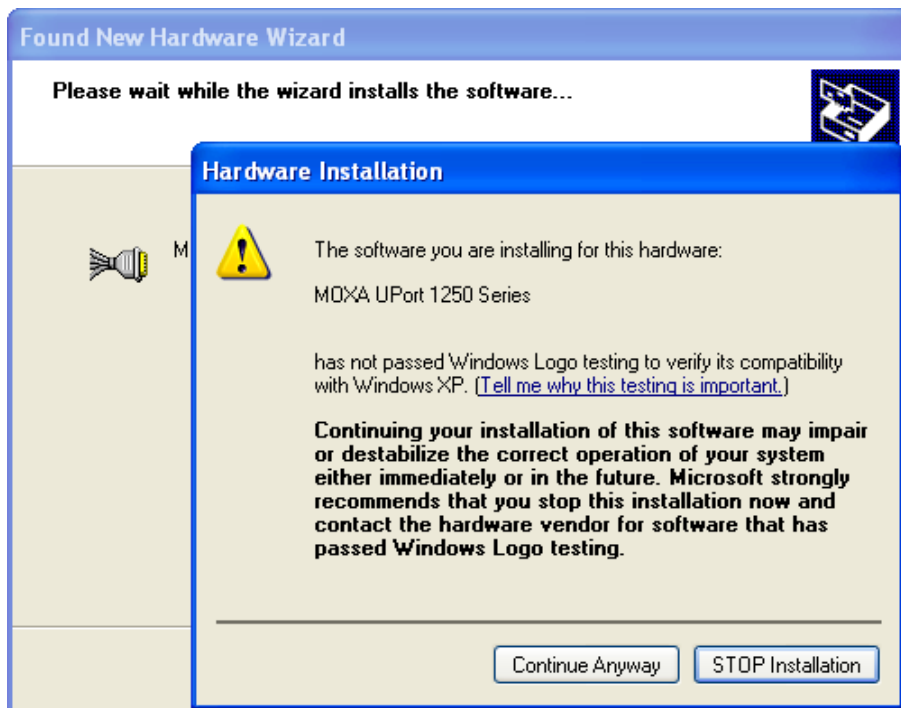 Found New Hardware Wizard
Please wait while the wizard installs the software...
Hardware Installation
M
The software you are installing for this hardware:
MOXA UPort 1250 Series
has not passed Windows Logo testing to verify its compatibility
with Windows XP. (Tell me why this testing is important.)
Continuing your installation of this software may impair
or destabilize the correct operation of your system
either immediately or in the future. Microsoft strongly
recommends that you stop this installation now and
contact the hardware vendor for software that has
passed Windows Logo testing.
Continue Anyway
STOP Installation